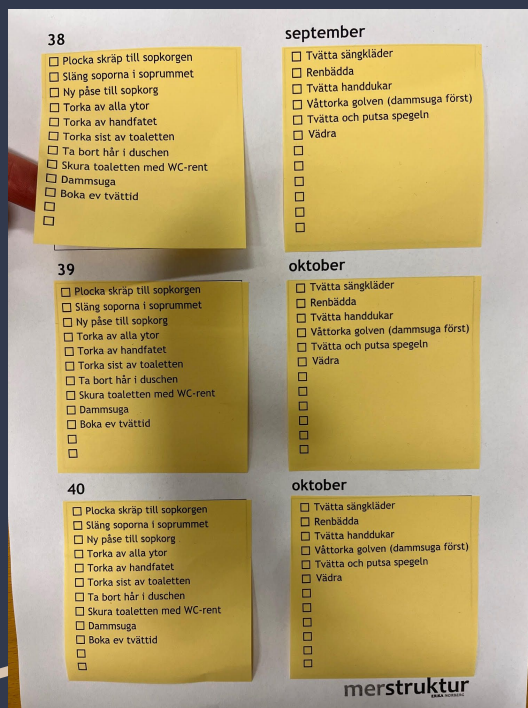 38
Plocka skräp till sopkorgen
Släng soporna i soprummet
Ny påse till sopkorg
Torka av alla ytor
Torka av handfatet
Torka sist av toaletten
Ta bort hår i duschen
Skura toaletten med WC-rent
Dammsuga
Boka ev tvättid
september
Tvätta sängkläder
Renbädda
Tvätta handdukar
Våttorka golven (dammsuga först)
Tvätta och putsa spegeln
Vädra
39
Plocka skräp till sopkorgen
Släng soporna i soprummet
Ny påse till sopkorg
Torka av alla ytor
Torka av handfatet
Torka sist av toaletten
Ta bort hår i duschen
Skura toaletten med WC-rent
Dammsuga
Boka ev tvättid
oktober
Tvätta sängkläder
Renbädda
Tvätta handdukar
Våttorka golven (dammsuga först)
Tvätta och putsa spegeln
Vädra
40
Plocka skräp till sopkorgen
Släng soporna i soprummet
Ny påse till sopkorg
Torka av alla ytor
Torka av handfatet
Torka sist av toaletten
Ta bort hår i duschen
Skura toaletten med WC-rent
Dammsuga
Boka ev tvättid
oktober
Tvätta sängkläder
Renbädda
Tvätta handdukar
Våttorka golven (dammsuga först)
Tvätta och putsa spegeln
Vädra
merstruktur
ERIKA NORBERG